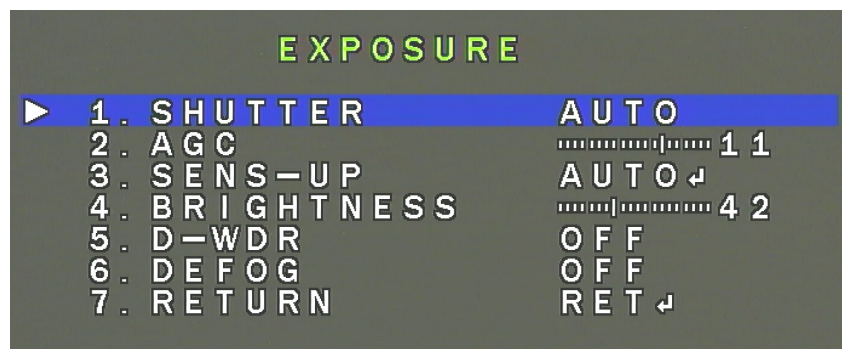 EXPOSURE
1. SHUTTER AUTO
2. AGC 11
3. SENS-UP AUTO↲
4. BRIGHTNESS 42
5. D-WDR OFF
6. DEFOG OFF
7. RETURN RET↲